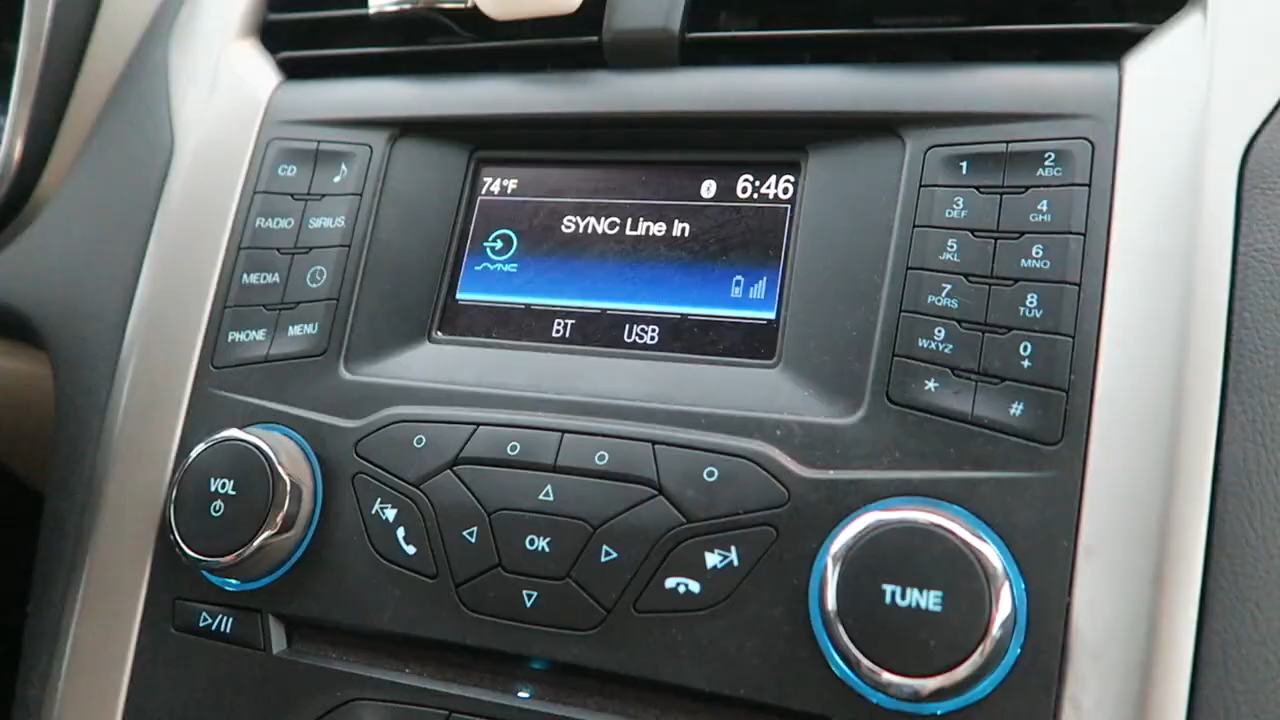 74°F 6:46
SYNC Line In
SYNC
BT USB
CD
RADIO SIRIUS
MEDIA
PHONE MENU
1 2 ABC
3 DEF 4 GHI
5 JKL 6 MNO
7 PQRS 8 TUV
9 WXYZ 0 +
* #
VOL
OK
TUNE